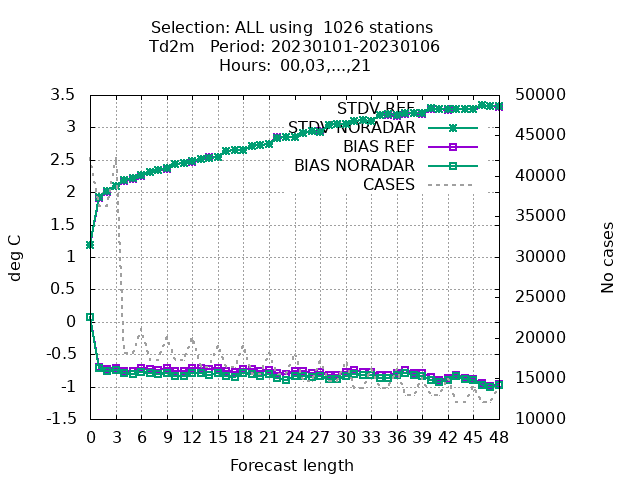 Selection: ALL using 1026 stations
Td2m Period: 20230101-20230106
Hours: 00,03,...,21
3.5
3
2.5
2
1.5
1
0.5
0
-0.5
-1
-1.5
50000
45000
40000
35000
30000
25000
20000
15000
10000
STDV REF
STDV NORADAR
BIAS REF
BIAS NORADAR
CASES
deg C
No cases
0 3 6 9 12 15 18 21 24 27 30 33 36 39 42 45 48
Forecast length